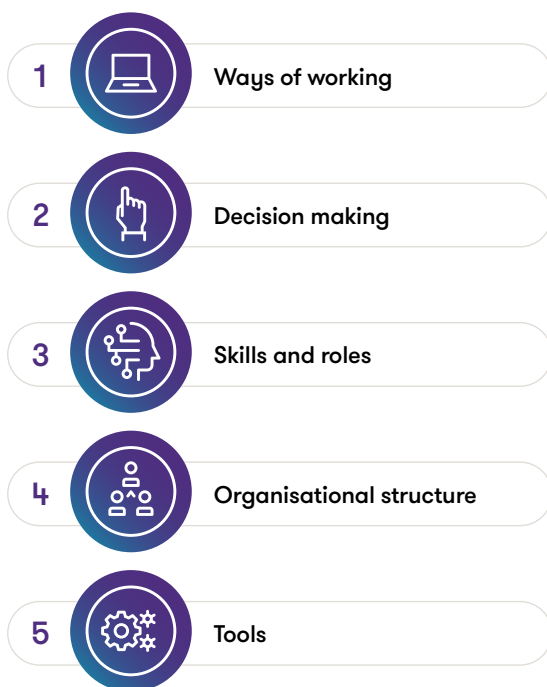 1 Ways of working
2 Decision making
3 Skills and roles
4 Organisational structure
5 Tools